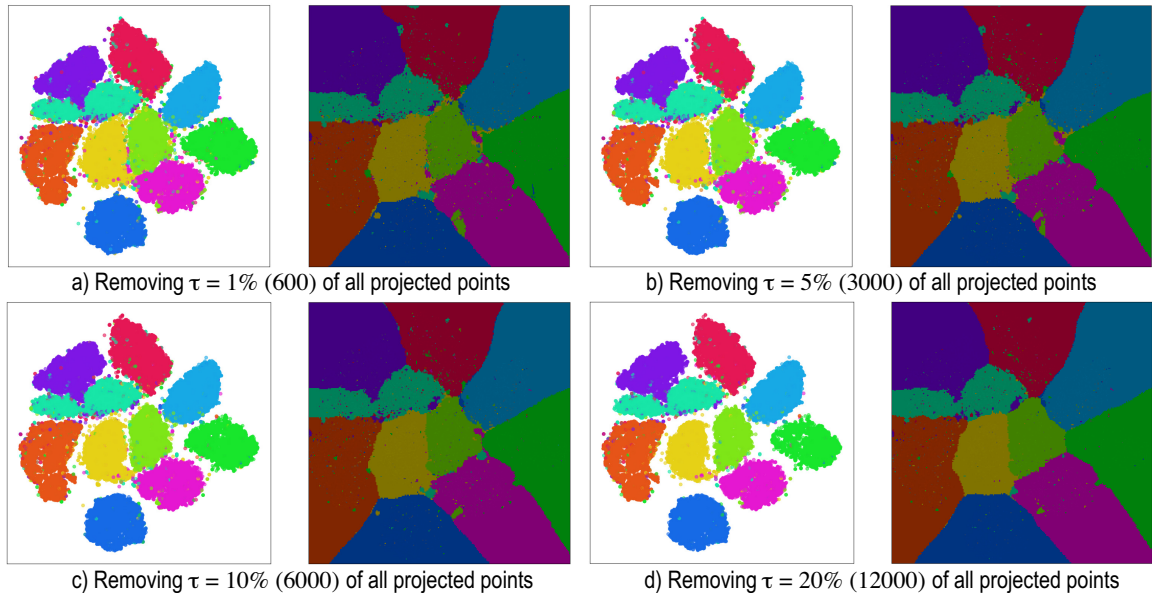 a) Removing τ = 1% (600) of all projected points
b) Removing τ = 5% (3000) of all projected points
c) Removing τ = 10% (6000) of all projected points
d) Removing τ = 20% (12000) of all projected points